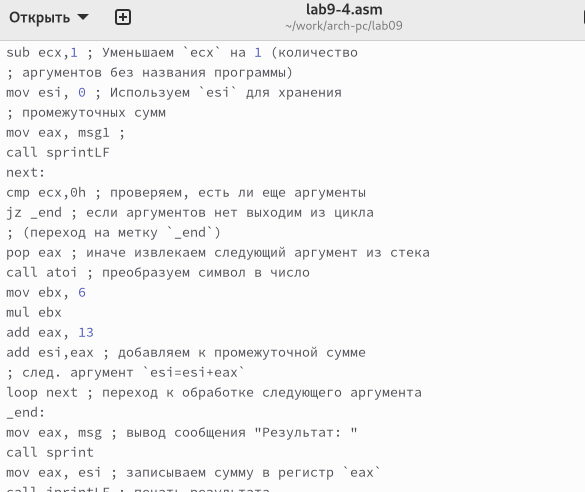 Открыть
lab9-4.asm
~/work/arch-pc/lab09
sub ecx,1 ; Уменьшаем `ecx` на 1 (количество
; аргументов без названия программы)
mov esi, 0 ; Используем `esi` для хранения
; промежуточных сумм
mov eax, msg1 ;
call sprintLF
next:
cmp ecx,0h ; проверяем, есть ли еще аргументы
jz _end ; если аргументов нет выходим из цикла
; (переход на метку `_end`)
pop eax ; иначе извлекаем следующий аргумент из стека
call atoi ; преобразуем символ в число
mov ebx, 6
mul ebx
add eax, 13
add esi,eax ; добавляем к промежуточной сумме
; след. аргумент `esi=esi+eax`
loop next ; переход к обработке следующего аргумента
_end:
mov eax, msg ; вывод сообщения "Результат: "
call sprint
mov eax, esi ; записываем сумму в регистр `eax`
call iprintLF ; печать результата